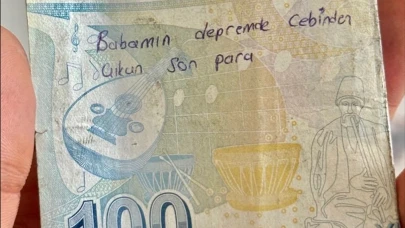 Babamın depremde Cebinden
Çıkan Son para
100